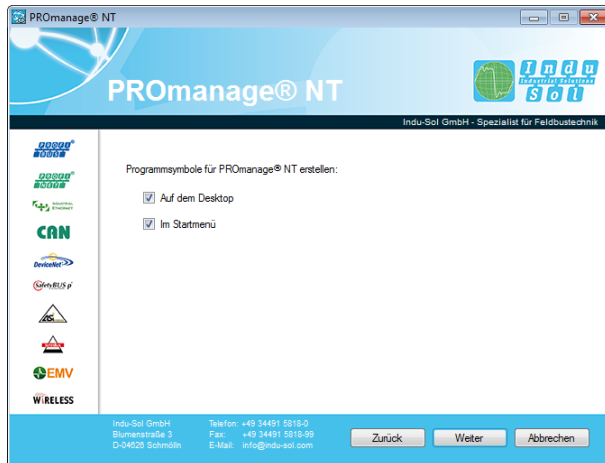 PROmanage® NT
PROmanage® NT
Indu
Industrial Solutions
Sol
Indu-Sol GmbH - Spezialist für Feldbustechnik
PROFI
BUS
PROFI
NET
INDUSTRIAL
ETHERNET
CAN
DeviceNet
SafetyBUS p
EMV
WiRELESS
Programmsymbole für PROmanage® NT erstellen:
Auf dem Desktop
Im Startmenü
Indu-Sol GmbH
Blumenstraße 3
D-04626 Schmölln
Telefon: +49 34491 5818-0
Fax: +49 34491 5818-99
E-Mail: info@indu-sol.com
Zurück
Weiter
Abbrechen